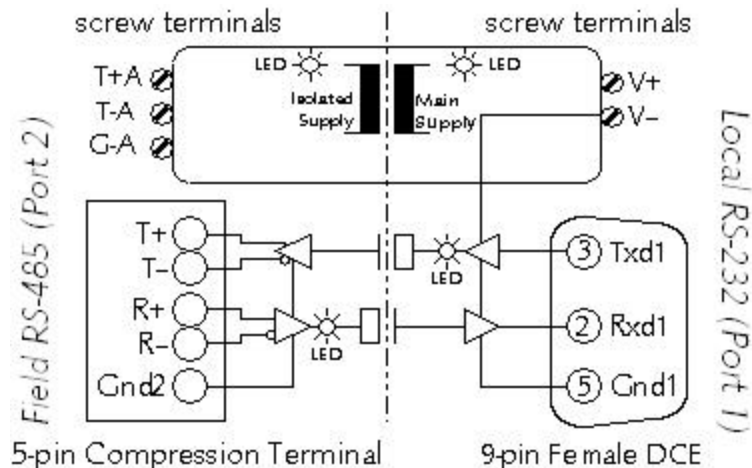 screw terminals
screw terminals
LED
LED
T+A
T-A
G-A
V+
V-
Isolated
Supply
Main
Supply
Field RS-485 (Port 2)
Local RS-232 (Port 1)
T+
T-
R+
R-
Gnd2
LED
LED
3 Txd1
2 Rxd1
5 Gnd1
5-pin Compression Terminal
9-pin Female DCE